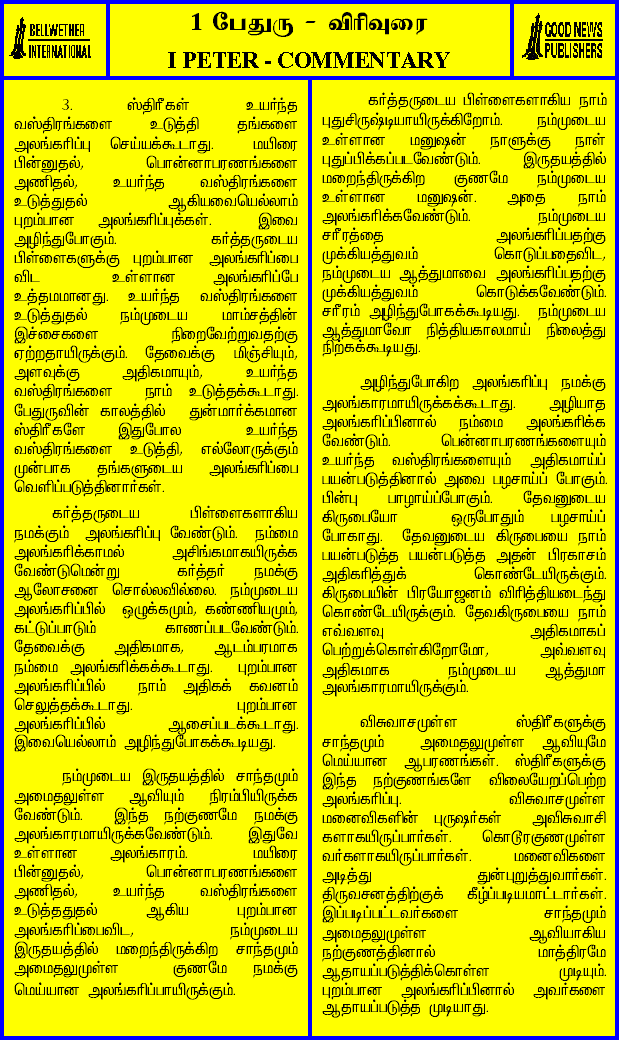 BELLWETHER
INTERNATIONAL
1 பேதுரு - விரிவுரை
I PETER - COMMENTARY
GOOD NEWS
PUBLISHERS
3. ஸ்திரீகள் உயர்ந்த
வஸ்திரங்களை உடுத்தி தங்களை
அலங்கரிப்பு செய்யக்கூடாது. மயிரை
பின்னுதல், பொன்னாபரணங்களை
அணிதல், உயர்ந்த வஸ்திரங்களை
உடுத்துதல் ஆகியவையெல்லாம்
புறம்பான அலங்கரிப்புக்கள். இவை
அழிந்துபோகும். கர்த்தருடைய
பிள்ளைகளுக்கு புறம்பான அலங்கரிப்பை
விட உள்ளான அலங்கரிப்பே
உத்தமமானது. உயர்ந்த வஸ்திரங்களை
உடுத்துதல் நம்முடைய மாம்சத்தின்
இச்சைகளை நிறைவேற்றுவதற்கு
ஏற்றதாயிருக்கும். தேவைக்கு மிஞ்சியும்,
அளவுக்கு அதிகமாயும், உயர்ந்த
வஸ்திரங்களை நாம் உடுத்தக்கூடாது.
பேதுருவின் காலத்தில் துன்மார்க்கமான
ஸ்திரீகளே இதுபோல உயர்ந்த
வஸ்திரங்களை உடுத்தி, எல்லோருக்கும்
முன்பாக தங்களுடைய அலங்கரிப்பை
வெளிப்படுத்தினார்கள்.
கர்த்தருடைய பிள்ளைகளாகிய
நமக்கும் அலங்கரிப்பு வேண்டும். நம்மை
அலங்கரிக்காமல் அசிங்கமாகயிருக்க
வேண்டுமென்று கர்த்தர் நமக்கு
ஆலோசனை சொல்லவில்லை. நம்முடைய
அலங்கரிப்பில் ஒழுக்கமும், கண்ணியமும்,
கட்டுப்பாடும் காணப்படவேண்டும்.
தேவைக்கு அதிகமாக, ஆடம்பரமாக
நம்மை அலங்கரிக்கக்கூடாது. புறம்பான
அலங்கரிப்பில் நாம் அதிகக் கவனம்
செலுத்தக்கூடாது. புறம்பான
அலங்கரிப்பில் ஆசைப்படக்கூடாது.
இவையெல்லாம் அழிந்துபோகக்கூடியது.
நம்முடைய இருதயத்தில் சாந்தமும்
அமைதலுள்ள ஆவியும் நிரம்பியிருக்க
வேண்டும். இந்த நற்குணமே நமக்கு
அலங்காரமாயிருக்கவேண்டும். இதுவே
உள்ளான அலங்காரம். மயிரை
பின்னுதல், பொன்னாபரணங்களை
அணிதல், உயர்ந்த வஸ்திரங்களை
உடுத்ததுதல் ஆகிய புறம்பான
அலங்கரிப்பைவிட, நம்முடைய
இருதயத்தில் மறைந்திருக்கிற சாந்தமும்
அமைதலுமுள்ள குணமே நமக்கு
மெய்யான அலங்கரிப்பாயிருக்கும்.
கர்த்தருடைய பிள்ளைகளாகிய நாம்
புதுசிருஷ்டியாயிருக்கிறோம். நம்முடைய
உள்ளான மனுஷன் நாளுக்கு நாள்
புதுப்பிக்கப்படவேண்டும். இருதயத்தில்
மறைந்திருக்கிற குணமே நம்முடைய
உள்ளான மனுஷன். அதை நாம்
அலங்கரிக்கவேண்டும். நம்முடைய
சரீரத்தை அலங்கரிப்பதற்கு
முக்கியத்துவம் கொடுப்பதைவிட,
நம்முடைய ஆத்துமாவை அலங்கரிப்பதற்கு
முக்கியத்துவம் கொடுக்கவேண்டும்.
சரீரம் அழிந்துபோகக்கூடியது. நம்முடைய
ஆத்துமாவோ நித்தியகாலமாய் நிலைத்து
நிற்கக்கூடியது.
அழிந்துபோகிற அலங்கரிப்பு நமக்கு
அலங்காரமாயிருக்கக்கூடாது. அழியாத
அலங்கரிப்பினால் நம்மை அலங்கரிக்க
வேண்டும். பென்னாபரணங்களையும்
உயர்ந்த வஸ்திரங்களையும் அதிகமாய்ப்
பயன்படுத்தினால் அவை பழசாய்ப் போகும்.
பின்பு பாழாய்ப்போகும். தேவனுடைய
கிருபையோ ஒருபோதும் பழசாய்ப்
போகாது. தேவனுடைய கிருபையை நாம்
பயன்படுத்த பயன்படுத்த அதன் பிரகாசம்
அதிகரித்துக் கொண்டேயிருக்கும்.
கிருபையின் பிரயோஜனம் விரித்தியடைந்து
கொண்டேயிருக்கும். தேவகிருபையை நாம்
எவ்வளவு அதிகமாகப்
பெற்றுக்கொள்கிறோமோ, அவ்வளவு
அதிகமாக நம்முடைய ஆத்துமா
அலங்காரமாயிருக்கும்.
விசுவாசமுள்ள ஸ்திரீகளுக்கு
சாந்தமும் அமைதலுமுள்ள ஆவியுமே
மெய்யான ஆபரணங்கள். ஸ்திரீகளுக்கு
இந்த நற்குணங்களே விலையேறப்பெற்ற
அலங்கரிப்பு. விசுவாசமுள்ள
மனைவிகளின் புருஷர்கள் அவிசுவாசி
களாகயிருப்பார்கள். கொடூரகுணமுள்ள
வர்களாகயிருப்பார்கள். மனைவிகளை
அடித்து துன்புறுத்துவார்கள்.
திருவசனத்திற்குக் கீழ்ப்படியமாட்டார்கள்.
இப்படிப்பட்டவர்களை சாந்தமும்
அமைதலுமுள்ள ஆவியாகிய
நற்குணத்தினால் மாத்திரமே
ஆதாயப்படுத்திக்கொள்ள முடியும்.
புறம்பான அலங்கரிப்பினால் அவர்களை
ஆதாயப்படுத்த முடியாது.